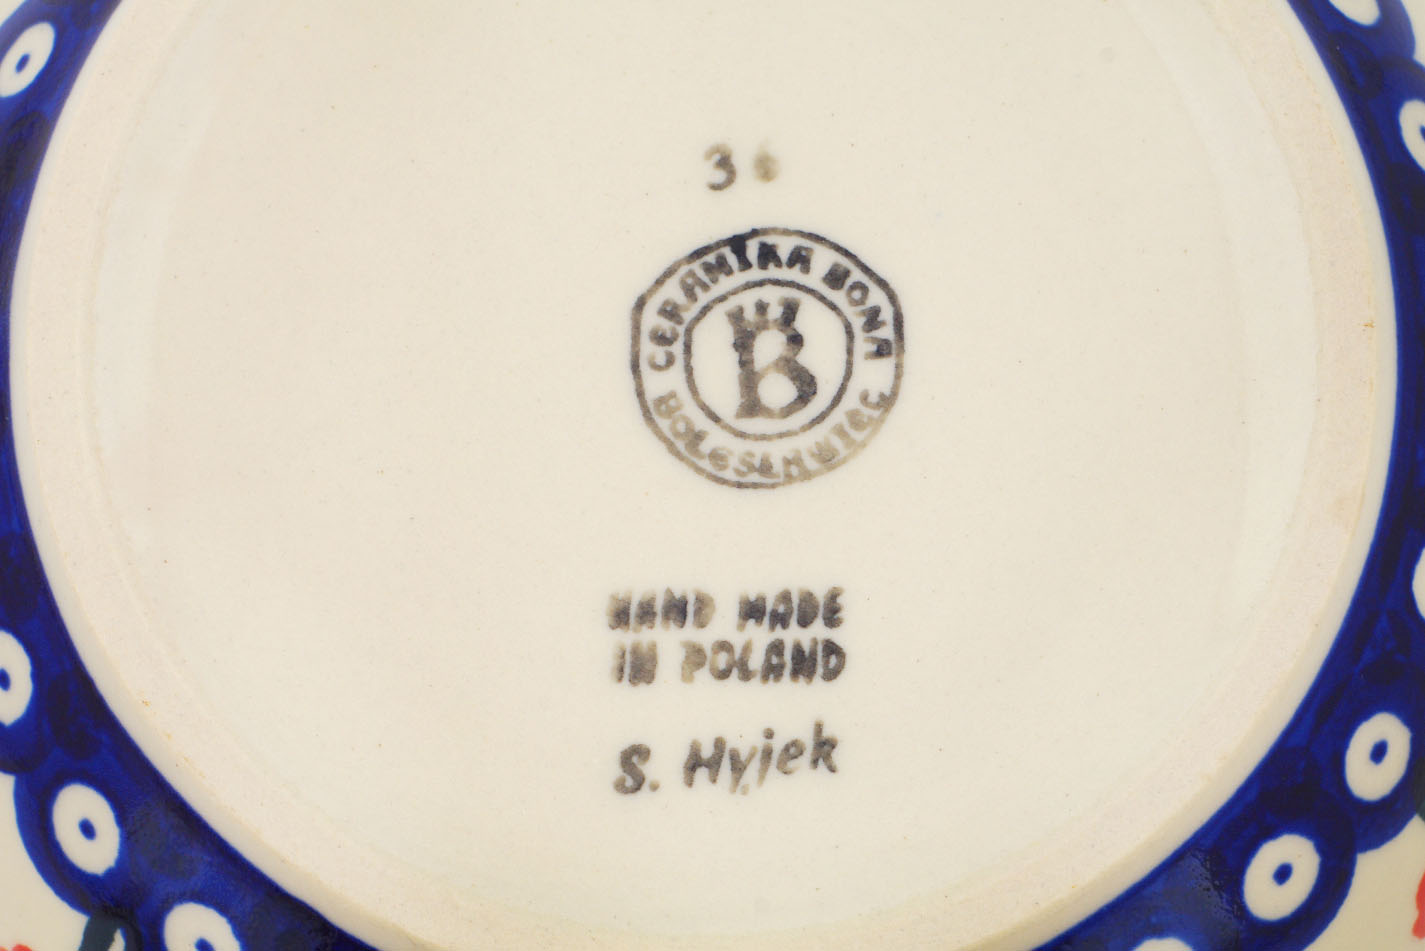 3
CERAMIKA BONA
B
BOLESŁAWIEC
HAND MADE
IN POLAND
S. Hyjek